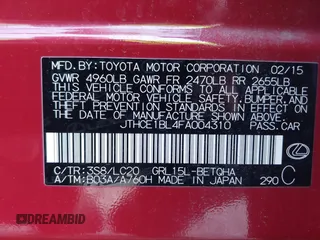 MFD.BY:TOYOTA MOTOR CORPORATION 02/15
GVWR 4960LB GAWR FR 2470LB RR 2655LB
THIS VEHICLE CONFORMS TO ALL APPLICABLE
FEDERAL MOTOR VEHICLE SAFETY, BUMPER, AND
THEFT PREVENTION STANDARDS IN EFFECT ON
THE DATE OF MANUFACTURE SHOWN ABOVE.
JTHCE1BL4FA004310 PASS.CAR
C/TR:3S8/LC20 GRL15L-BETQHA
A/TM:B03A/A760H MADE IN JAPAN 290 C
DREAMBID